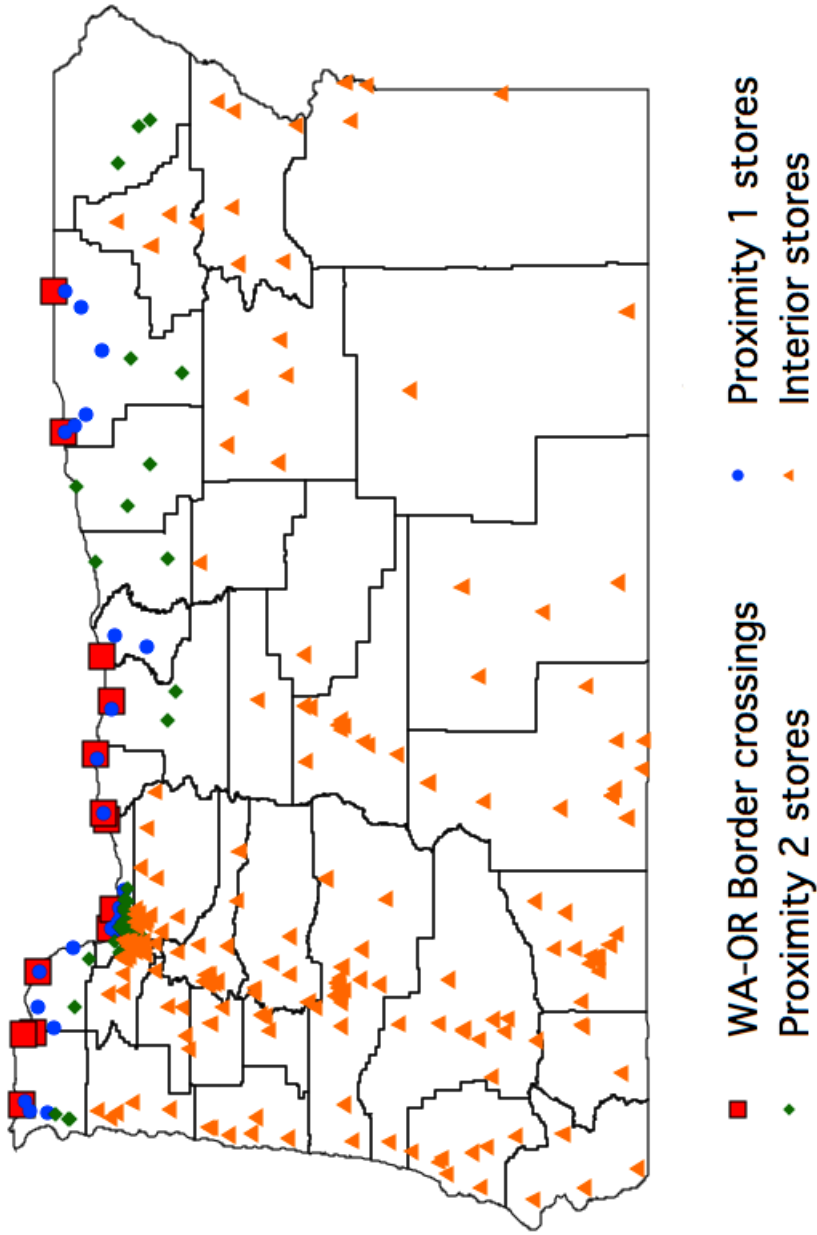 WA-OR Border crossings
Proximity 1 stores
Proximity 2 stores
Interior stores